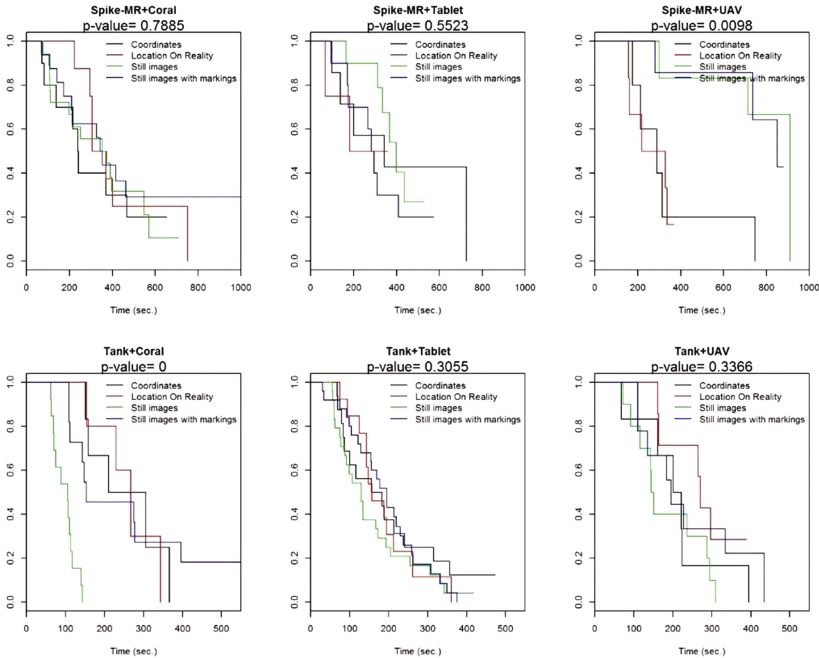 Spike-MR+Coral
p-value= 0.7885
Coordinates
Location On Reality
Still images
Still images with markings
1.0
0.8
0.6
0.4
0.2
0.0
0 200 400 600 800 1000
Time (sec.)
Spike-MR+Tablet
p-value= 0.5523
Coordinates
Location On Reality
Still images
Still images with markings
1.0
0.8
0.6
0.4
0.2
0.0
0 200 400 600 800 1000
Time (sec.)
Spike-MR+UAV
p-value= 0.0098
Coordinates
Location On Reality
Still images
Still images with markings
1.0
0.8
0.6
0.4
0.2
0.0
0 200 400 600 800 1000
Time (sec.)
Tank+Coral
p-value= 0
Coordinates
Location On Reality
Still images
Still images with markings
1.0
0.8
0.6
0.4
0.2
0.0
0 100 200 300 400 500
Time (sec.)
Tank+Tablet
p-value= 0.3055
Coordinates
Location On Reality
Still images
Still images with markings
1.0
0.8
0.6
0.4
0.2
0.0
0 100 200 300 400 500
Time (sec.)
Tank+UAV
p-value= 0.3366
Coordinates
Location On Reality
Still images
Still images with markings
1.0
0.8
0.6
0.4
0.2
0.0
0 100 200 300 400 500
Time (sec.)